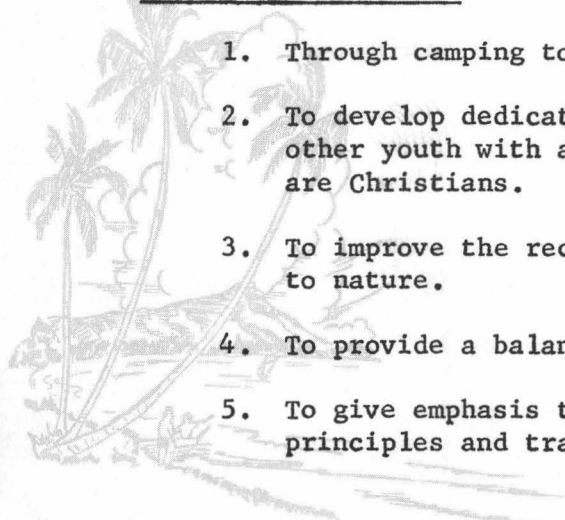 1. Through camping to
2. To develop dedicat
other youth with a
are Christians.
3. To improve the rec
to nature.
4. To provide a balan
5. To give emphasis t
principles and tra